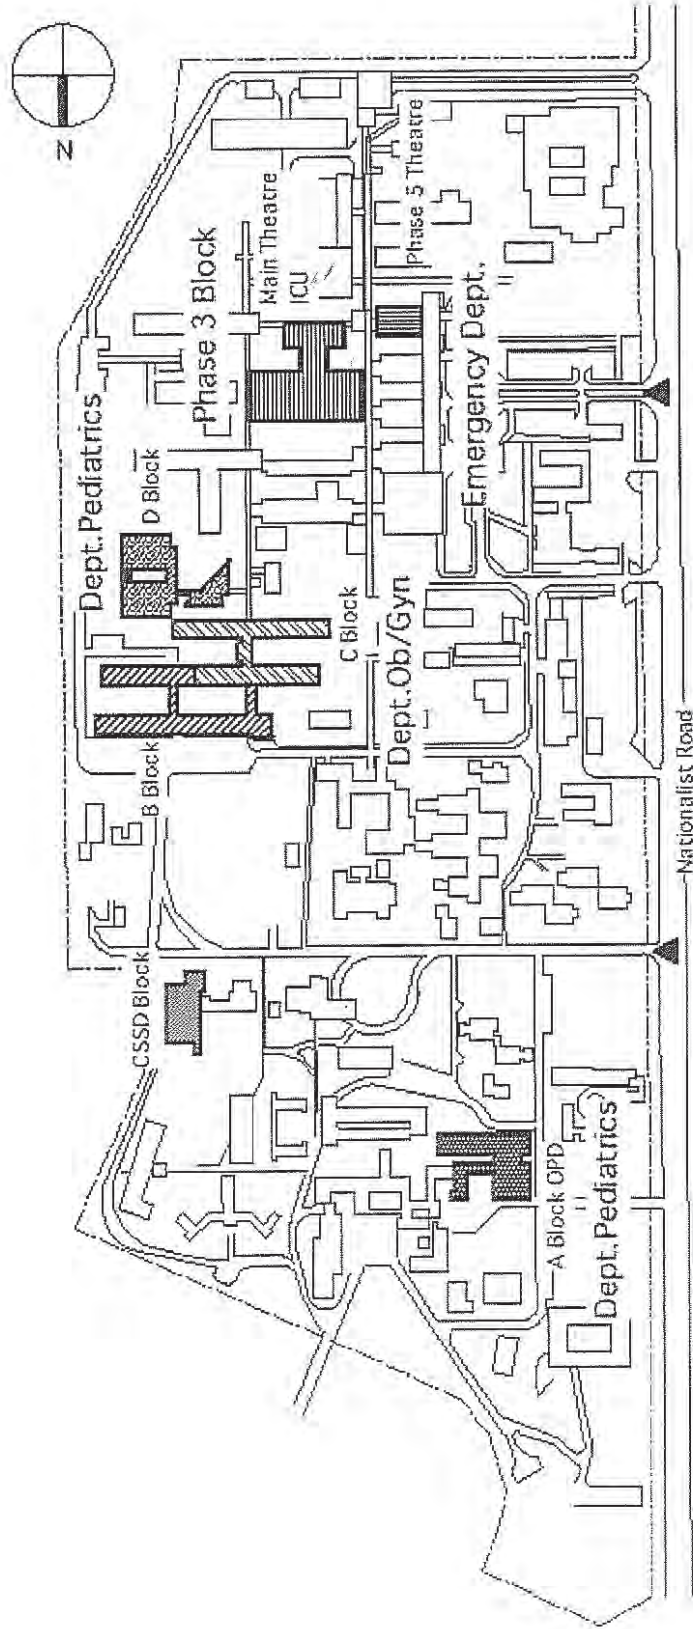 N
Dept.Pediatrics
D Block
Phase 3 Block
Main Theatre
ICU
Phase 5 Theatre
Emergency Dept.
C Block
Dept.Ob/Gyn
B Block
CSSD Block
A Block OPD
Dept.Pediatrics
Nationalist Road